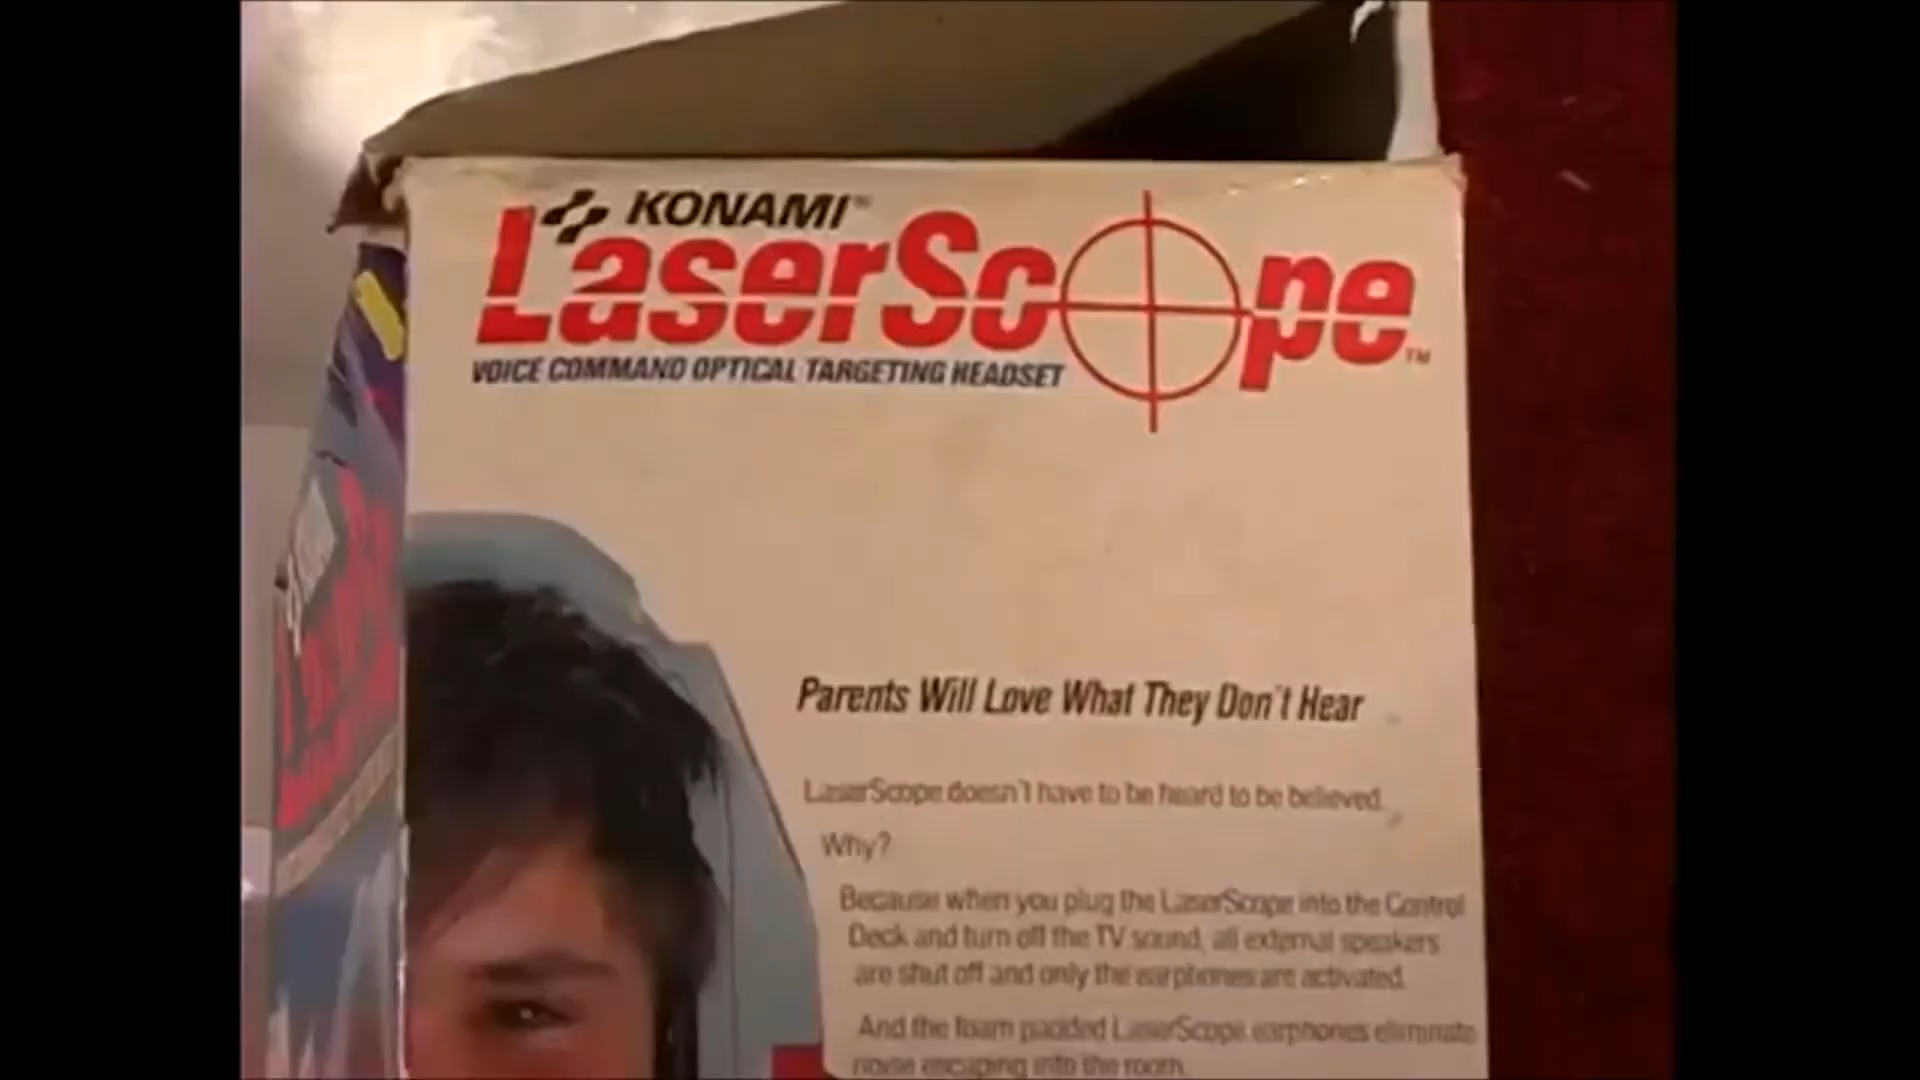 KONAMI™
LaserScope™
VOICE COMMAND OPTICAL TARGETING HEADSET
Parents Will Love What They Don't Hear
LaserScope doesn't have to be heard to be believed.
Why?
Because when you plug the LaserScope into the Control
Deck and turn off the TV sound, all external speakers
are shut off and only the earphones are activated.
And the foam padded LaserScope earphones eliminate
noise escaping into the room.